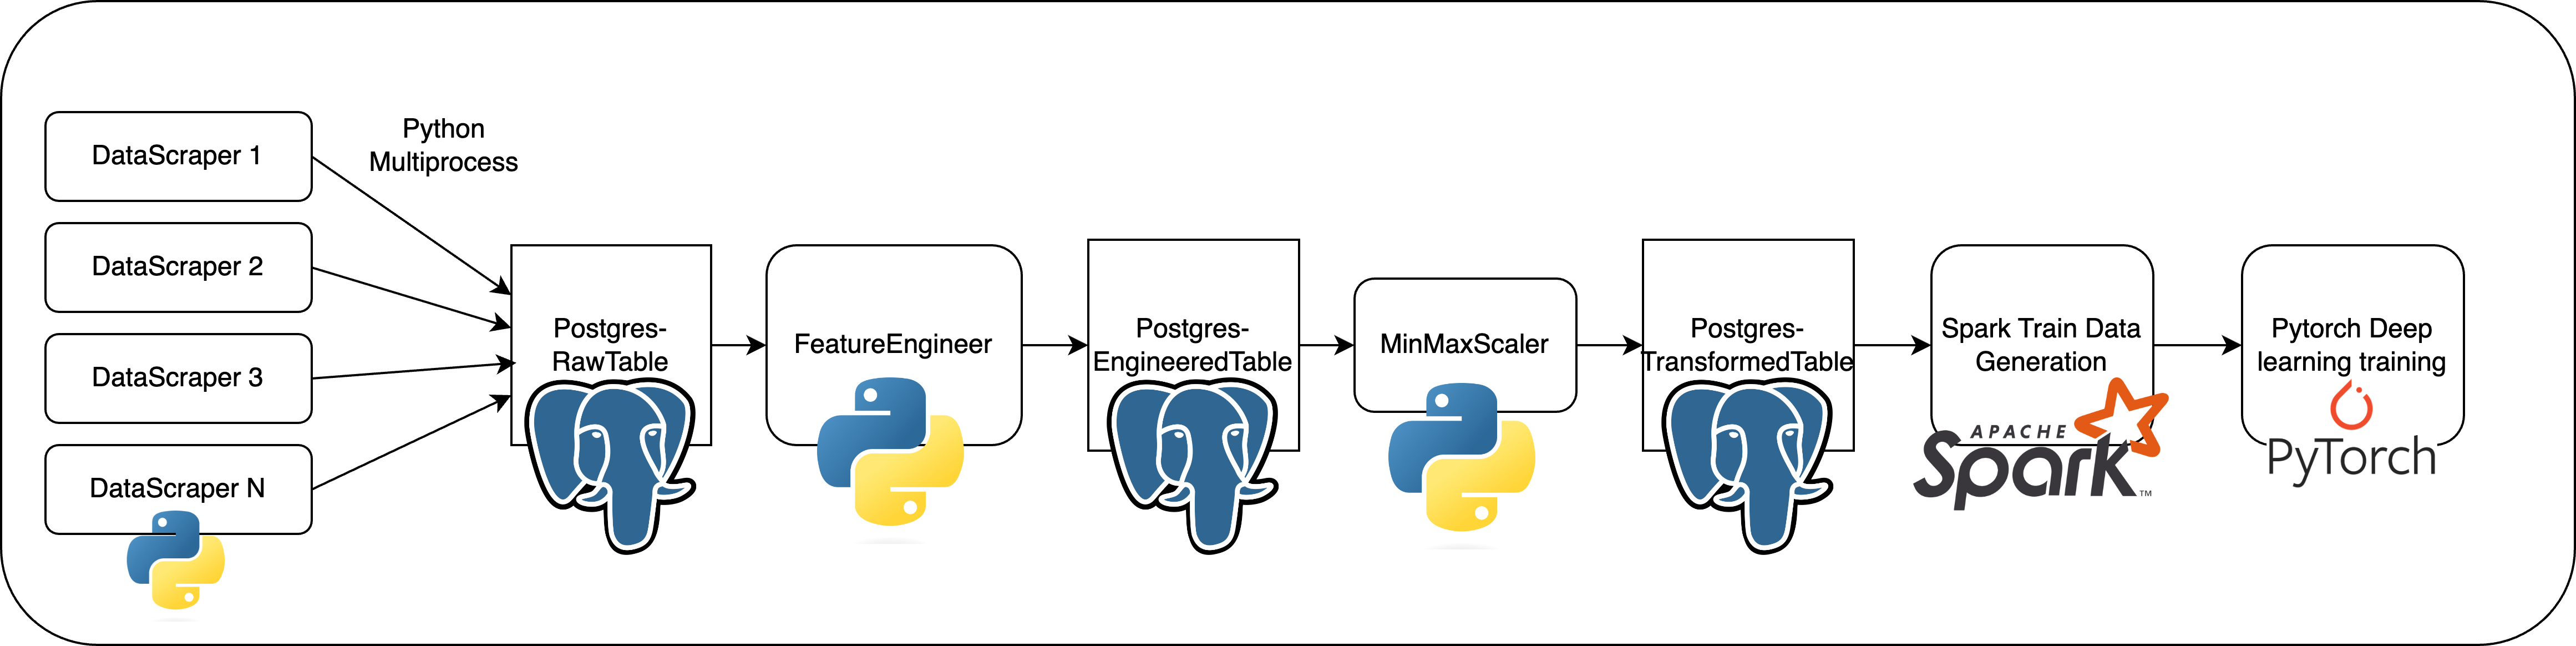 DataScraper 1
DataScraper 2
DataScraper 3
DataScraper N
Python
Multiprocess
Postgres-
RawTable
FeatureEngineer
Postgres-
EngineeredTable
MinMaxScaler
Postgres-
TransformedTable
Spark Train Data
Generation
APACHE
Spark™
Pytorch Deep
learning training
PyTorch